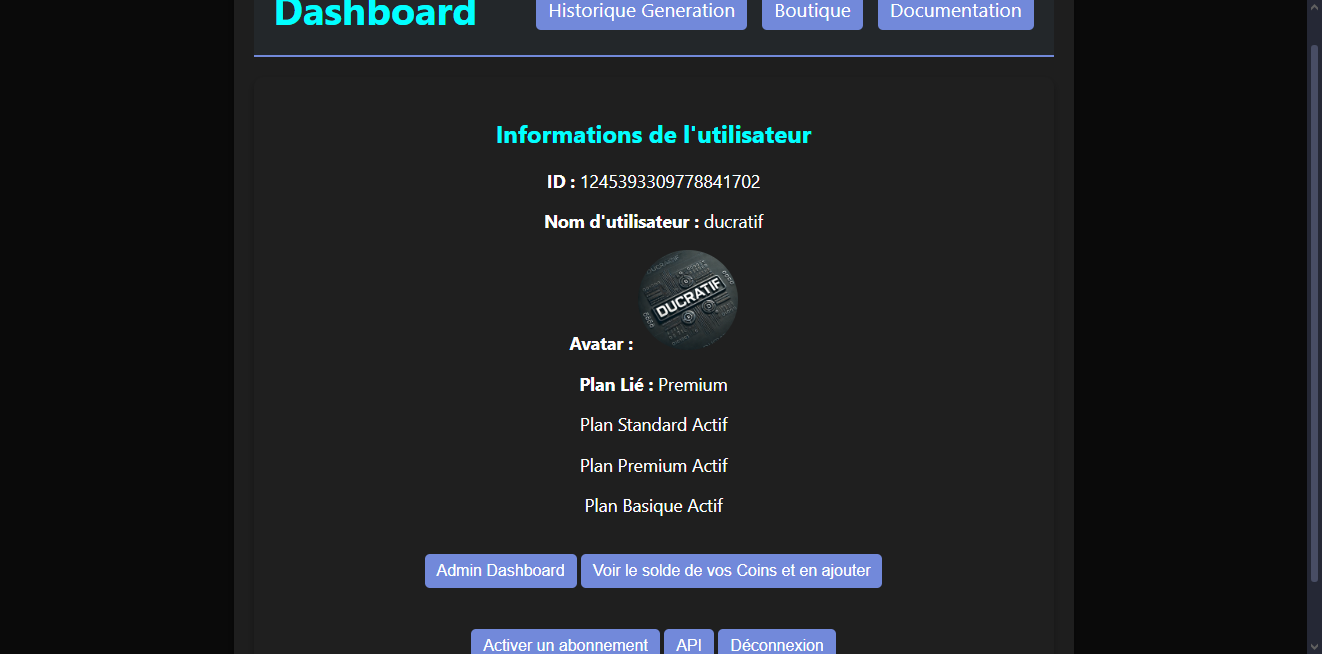 Dashboard Historique Generation Boutique Documentation
Informations de l'utilisateur
ID : 1245393309778841702
Nom d'utilisateur : ducratif
DUCRATIF
Avatar :
Plan Lié : Premium
Plan Standard Actif
Plan Premium Actif
Plan Basique Actif
Admin Dashboard Voir le solde de vos Coins et en ajouter
Activer un abonnement API Déconnexion